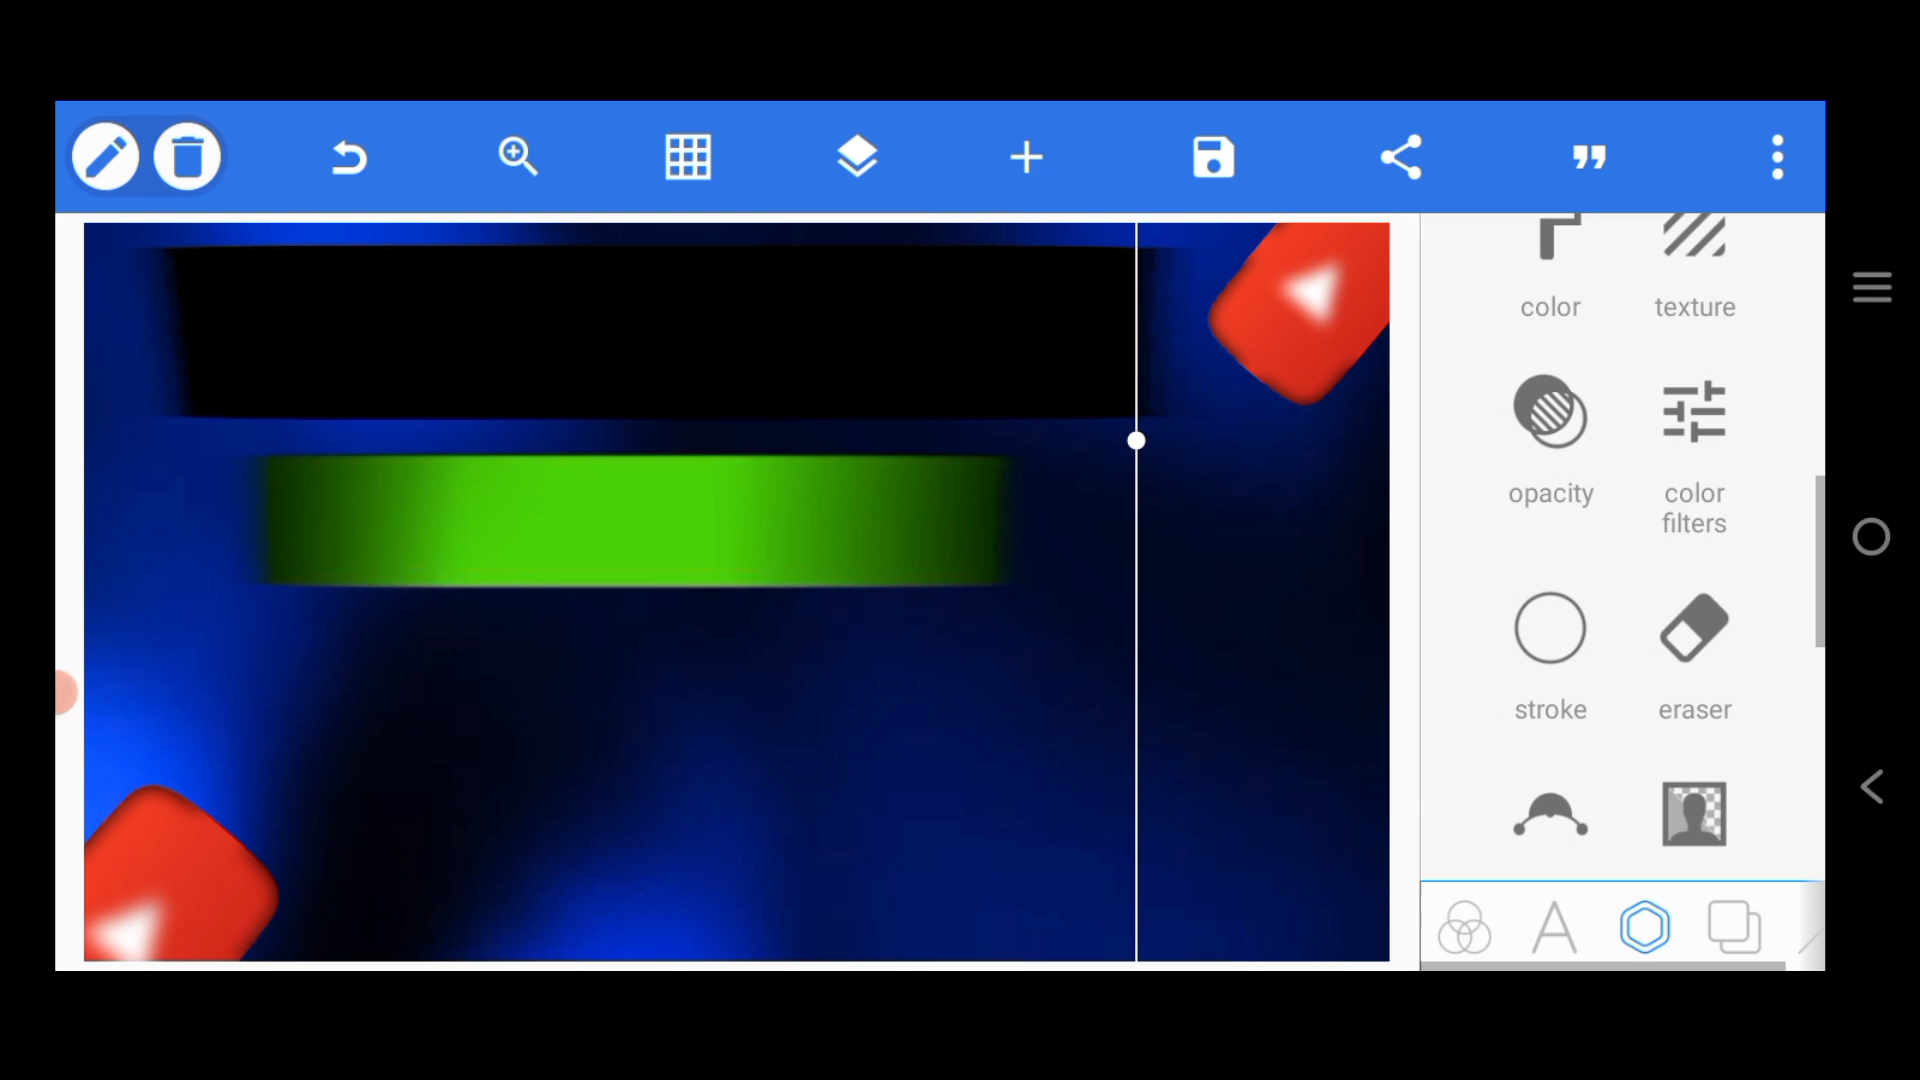 color texture
opacity color
filters
stroke eraser